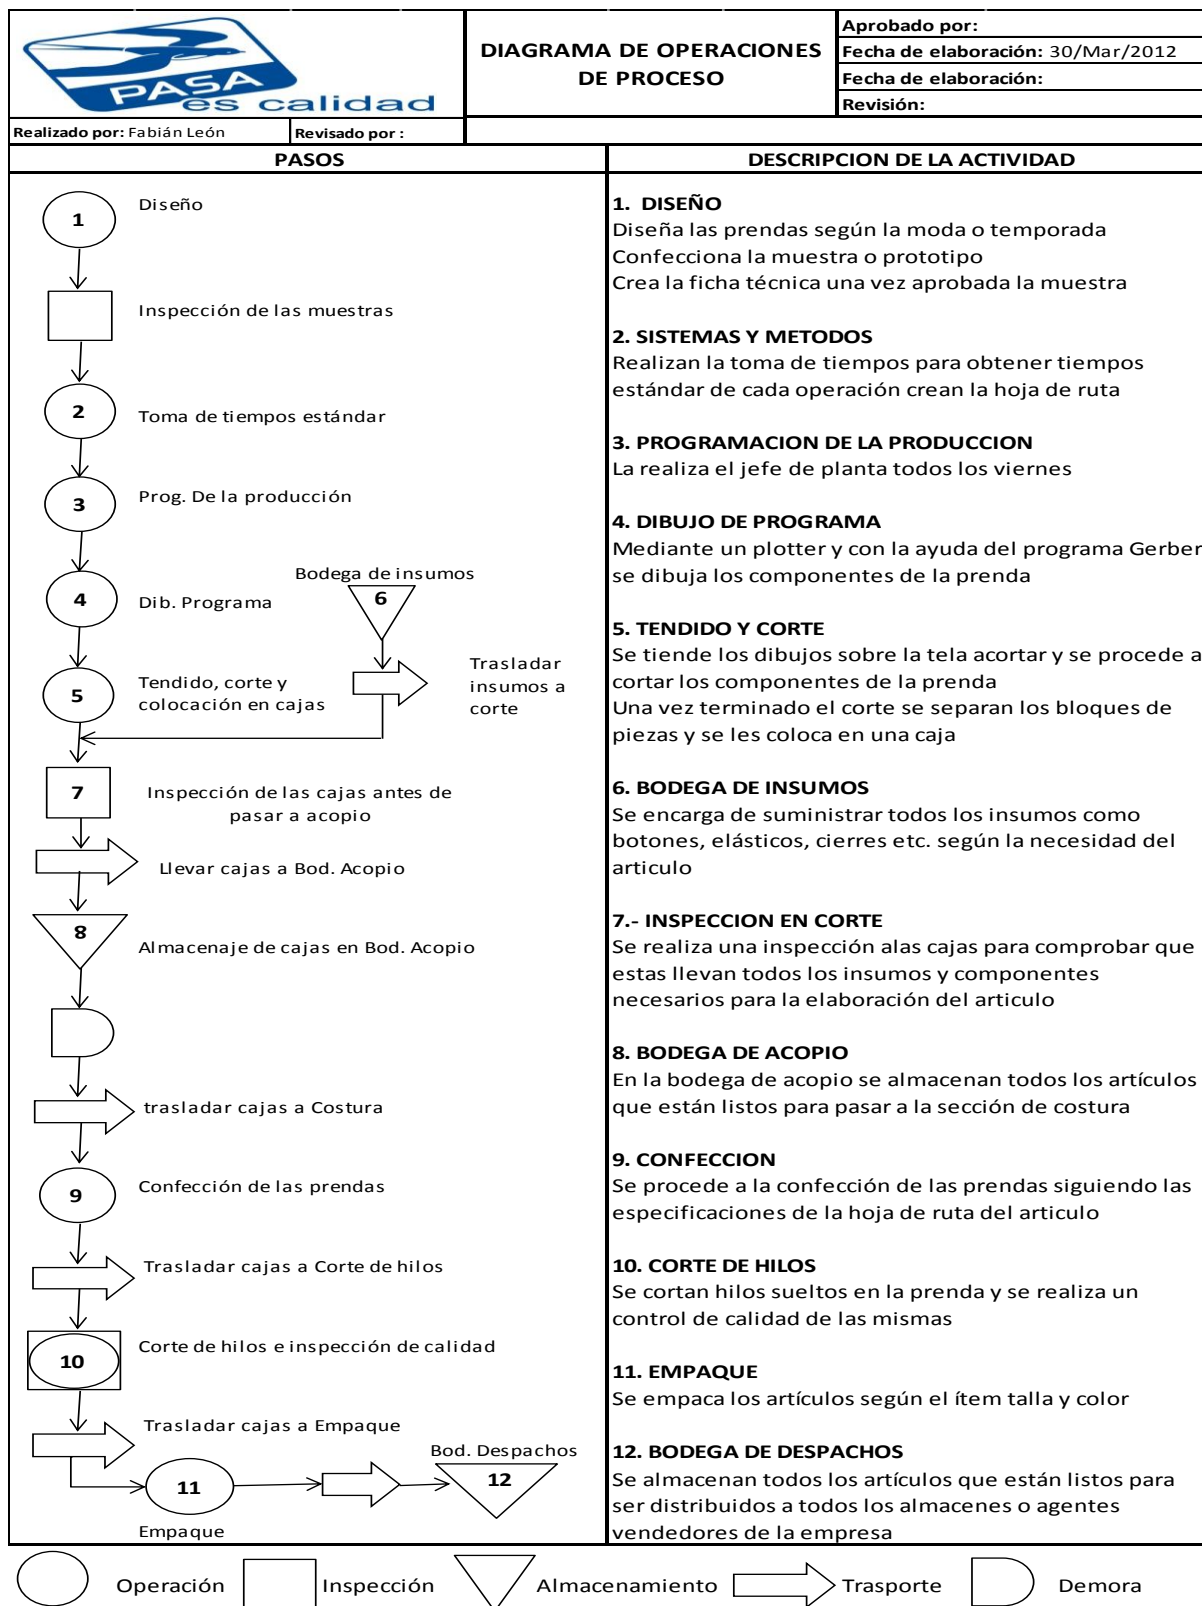 PASA
es calidad
DIAGRAMA DE OPERACIONES
DE PROCESO
Aprobado por:
Fecha de elaboración: 30/Mar/2012
Fecha de elaboración:
Revisión:
Realizado por: Fabián León
Revisado por :
PASOS
DESCRIPCION DE LA ACTIVIDAD
1
Diseño
Inspección de las muestras
2
Toma de tiempos estándar
3
Prog. De la producción
4
Dib. Programa
Bodega de insumos
6
5
Tendido, corte y
colocación en cajas
Trasladar
insumos a
corte
7
Inspección de las cajas antes de
pasar a acopio
Llevar cajas a Bod. Acopio
8
Almacenaje de cajas en Bod. Acopio
trasladar cajas a Costura
9
Confección de las prendas
Trasladar cajas a Corte de hilos
10
Corte de hilos e inspección de calidad
Trasladar cajas a Empaque
11
Empaque
Bod. Despachos
12
1. DISEÑO
Diseña las prendas según la moda o temporada
Confecciona la muestra o prototipo
Crea la ficha técnica una vez aprobada la muestra
2. SISTEMAS Y METODOS
Realizan la toma de tiempos para obtener tiempos
estándar de cada operación crean la hoja de ruta
3. PROGRAMACION DE LA PRODUCCION
La realiza el jefe de planta todos los viernes
4. DIBUJO DE PROGRAMA
Mediante un plotter y con la ayuda del programa Gerber
se dibuja los componentes de la prenda
5. TENDIDO Y CORTE
Se tiende los dibujos sobre la tela acortar y se procede a
cortar los componentes de la prenda
Una vez terminado el corte se separan los bloques de
piezas y se les coloca en una caja
6. BODEGA DE INSUMOS
Se encarga de suministrar todos los insumos como
botones, elásticos, cierres etc. según la necesidad del
articulo
7.- INSPECCION EN CORTE
Se realiza una inspección alas cajas para comprobar que
estas llevan todos los insumos y componentes
necesarios para la elaboración del articulo
8. BODEGA DE ACOPIO
En la bodega de acopio se almacenan todos los artículos
que están listos para pasar a la sección de costura
9. CONFECCION
Se procede a la confección de las prendas siguiendo las
especificaciones de la hoja de ruta del articulo
10. CORTE DE HILOS
Se cortan hilos sueltos en la prenda y se realiza un
control de calidad de las mismas
11. EMPAQUE
Se empaca los artículos según el ítem talla y color
12. BODEGA DE DESPACHOS
Se almacenan todos los artículos que están listos para
ser distribuidos a todos los almacenes o agentes
vendedores de la empresa
Operación
Inspección
Almacenamiento
Trasporte
Demora